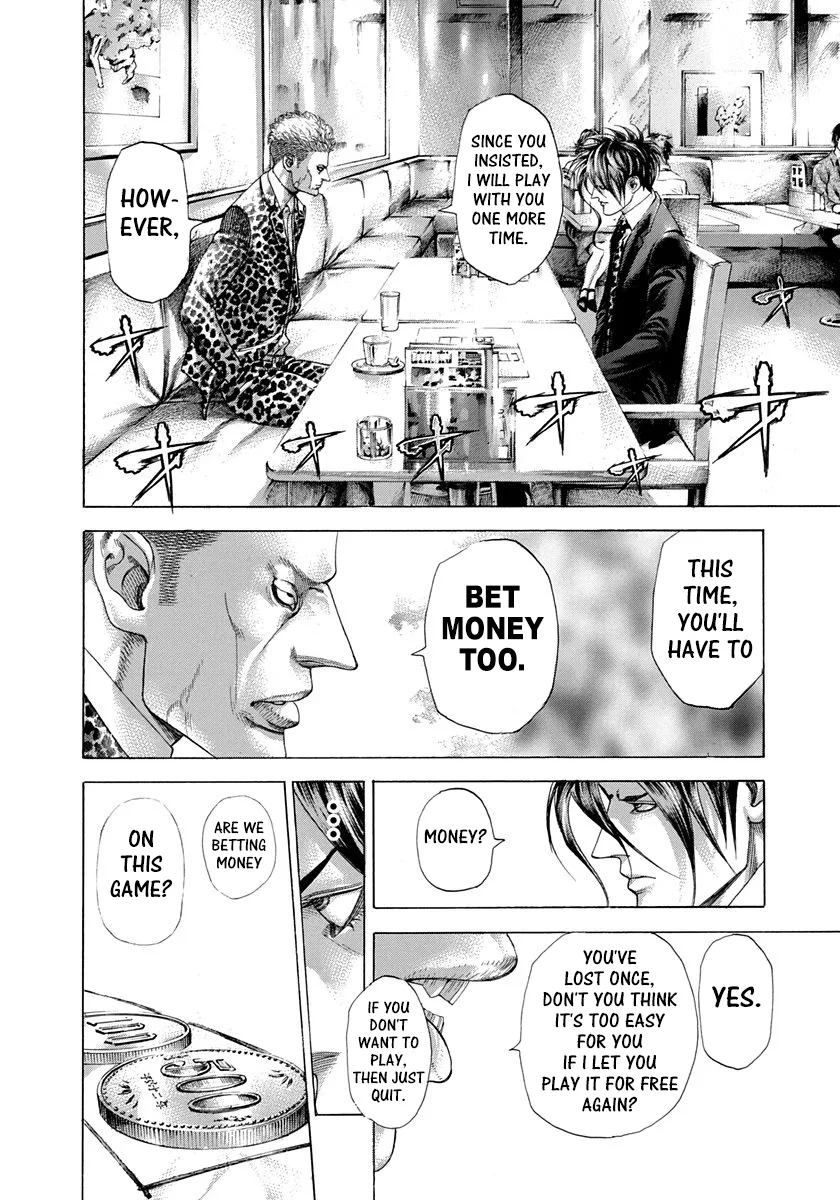 SINCE YOU
INSISTED,
I WILL PLAY
WITH YOU
ONE MORE
TIME.
HOW-
EVER,
THIS
TIME,
YOU'LL
HAVE TO
BET
MONEY
TOO.
MONEY?
ARE WE
BETTING
MONEY
ON
THIS
GAME?
YES.
YOU'VE
LOST ONCE,
DON'T YOU THINK
IT'S TOO EASY
FOR YOU
IF I LET YOU
PLAY IT FOR FREE
AGAIN?
IF YOU
DON'T
WANT TO
PLAY,
THEN JUST
QUIT.